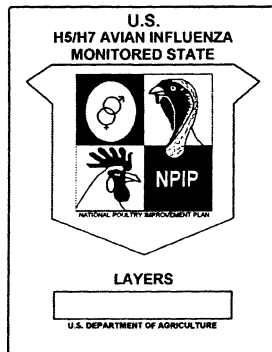 U.S.
H5/H7 AVIAN INFLUENZA
MONITORED STATE
NPIP
NATIONAL POULTRY IMPROVEMENT PLAN
LAYERS
U.S. DEPARTMENT OF AGRICULTURE